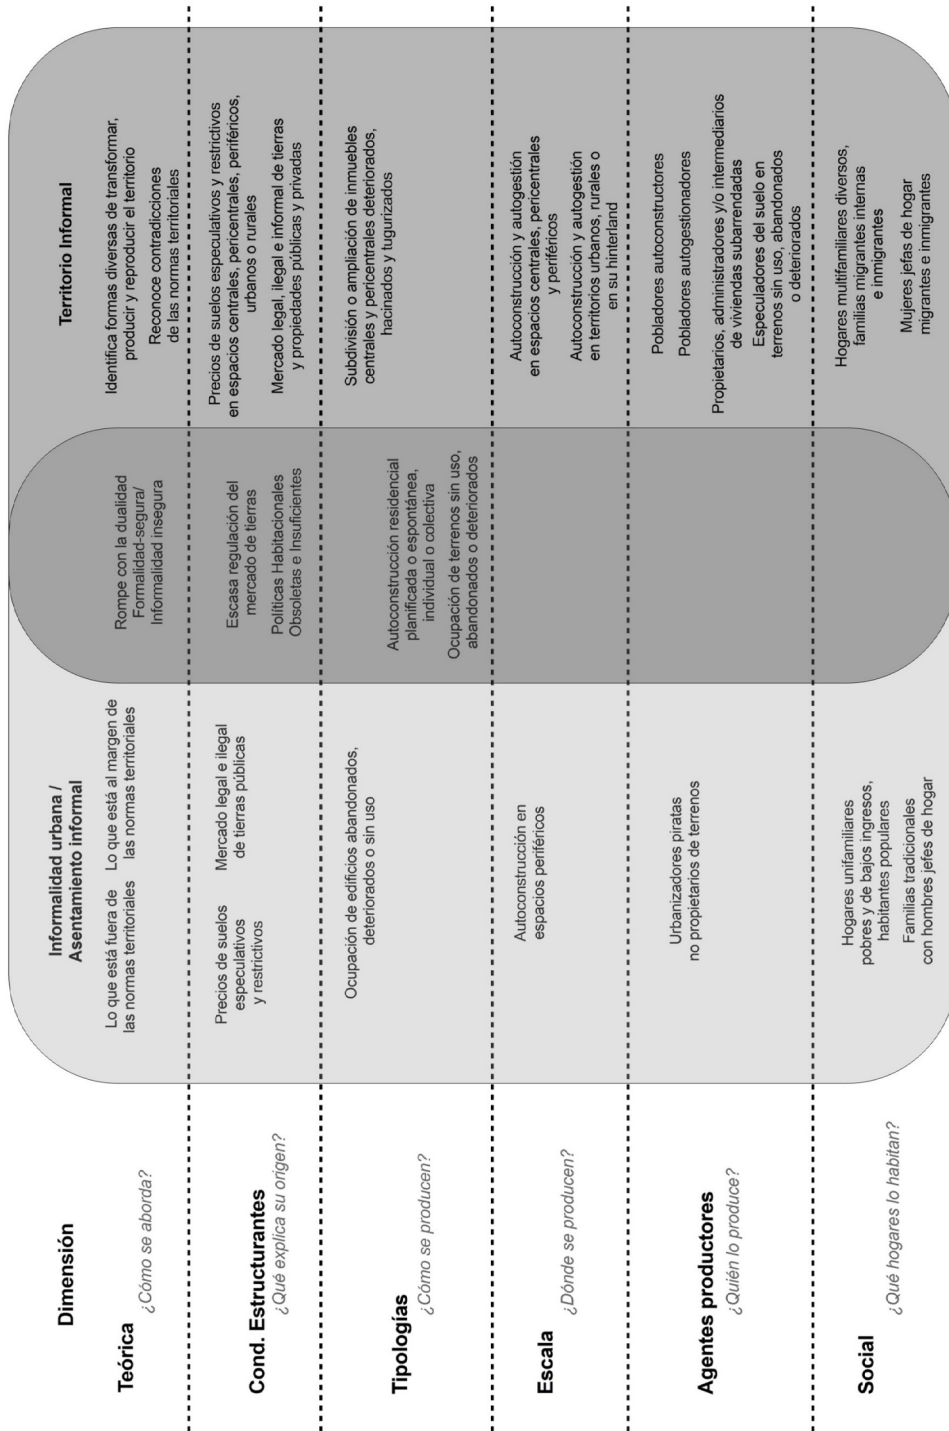 Dimensión
Informalidad urbana /
Asentamiento informal
Territorio Informal
Teórica
¿Cómo se aborda?
Lo que está fuera de
las normas territoriales
Lo que está al margen de
las normas territoriales
Rompe con la dualidad
Formalidad-segura/
Informalidad insegura
Identifica formas diversas de transformar,
producir y reproducir el territorio
Reconoce contradicciones
de las normas territoriales
Cond. Estructurantes
¿Qué explica su origen?
Precios de suelos
especulativos
y restrictivos
Mercado legal e ilegal
de tierras públicas
Escasa regulación del
mercado de tierras
Políticas Habitacionales
Obsoletas e Insuficientes
Precios de suelos especulativos y restrictivos
en espacios centrales, pericentrales, periféricos,
urbanos o rurales
Mercado legal, ilegal e informal de tierras
y propiedades públicas y privadas
Tipologías
¿Cómo se producen?
Ocupación de edificios abandonados,
deteriorados o sin uso
Autoconstrucción residencial
planificada o espontánea,
individual o colectiva
Ocupación de terrenos sin uso,
abandonados o deteriorados
Subdivisión o ampliación de inmuebles
centrales y pericentrales deteriorados,
hacinados y tugurizados
Escala
¿Dónde se producen?
Autoconstrucción en
espacios periféricos
Autoconstrucción y autogestión
en espacios centrales, pericentrales
y periféricos
Autoconstrucción y autogestión
en territorios urbanos, rurales o
en su hinterland
Agentes productores
¿Quién lo produce?
Urbanizadores piratas
no propietarios de terrenos
Pobladores autoconstructores
Pobladores autogestionadores
Propietarios, administradores y/o intermediarios
de viviendas subarrendadas
Especuladores del suelo en
terrenos sin uso, abandonados
o deteriorados
Social
¿Qué hogares lo habitan?
Hogares unifamiliares
pobres y de bajos ingresos,
habitantes populares
Familias tradicionales
con hombres jefes de hogar
Hogares multifamiliares diversos,
familias migrantes internas
e inmigrantes
Mujeres jefas de hogar
migrantes e inmigrantes